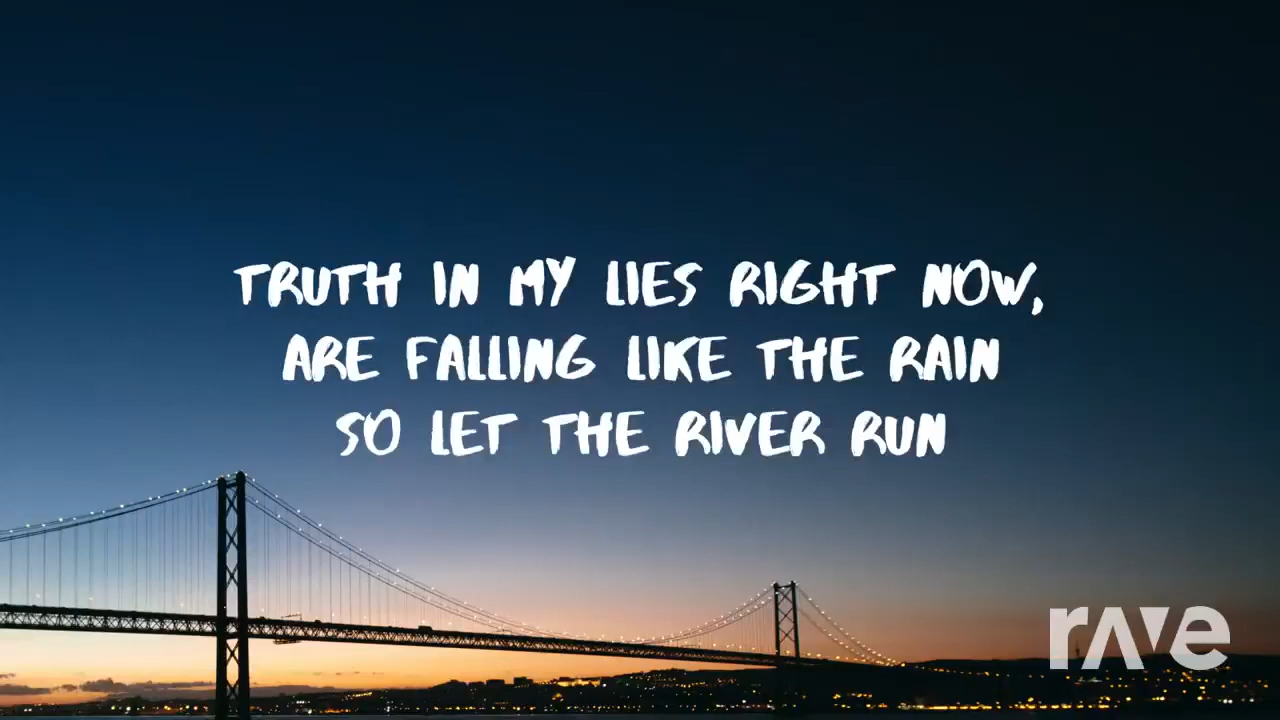 TRUTH IN MY LIES RIGHT NOW,
ARE FALLING LIKE THE RAIN
SO LET THE RIVER RUN
rave